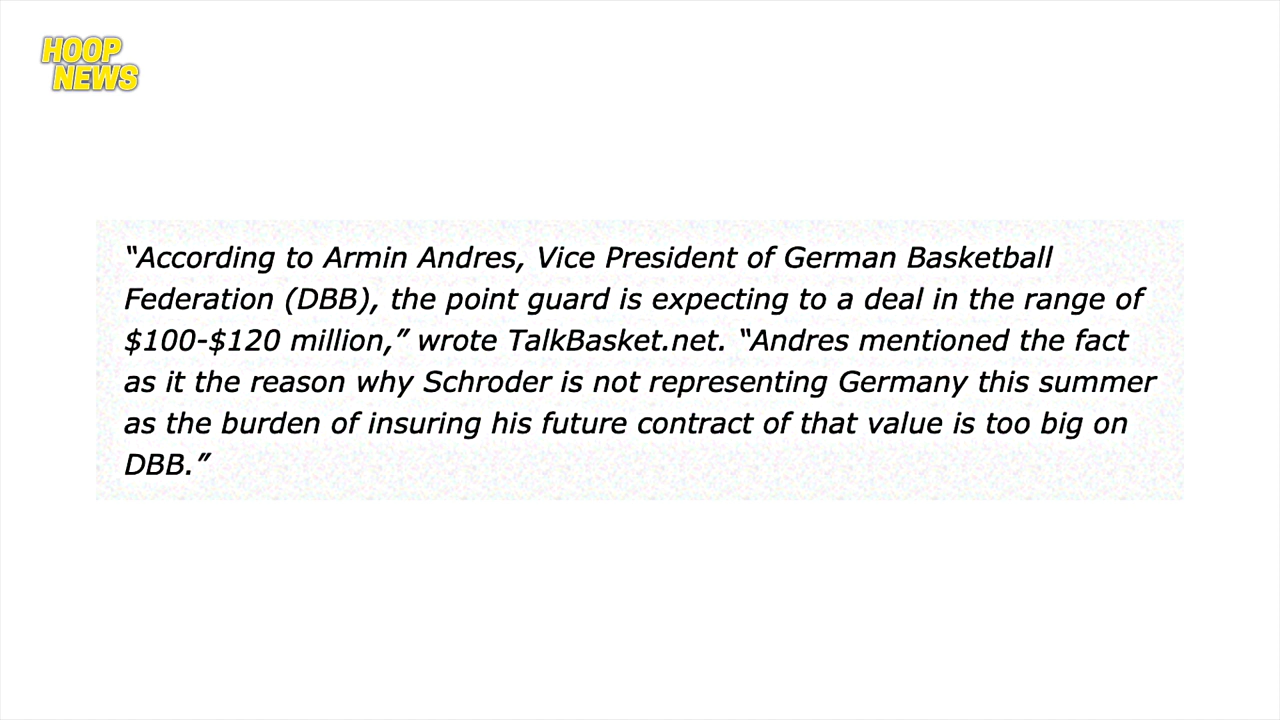 HOOP
NEWS
“According to Armin Andres, Vice President of German Basketball
Federation (DBB), the point guard is expecting to a deal in the range of
$100-$120 million,” wrote TalkBasket.net. “Andres mentioned the fact
as it the reason why Schroder is not representing Germany this summer
as the burden of insuring his future contract of that value is too big on
DBB.”